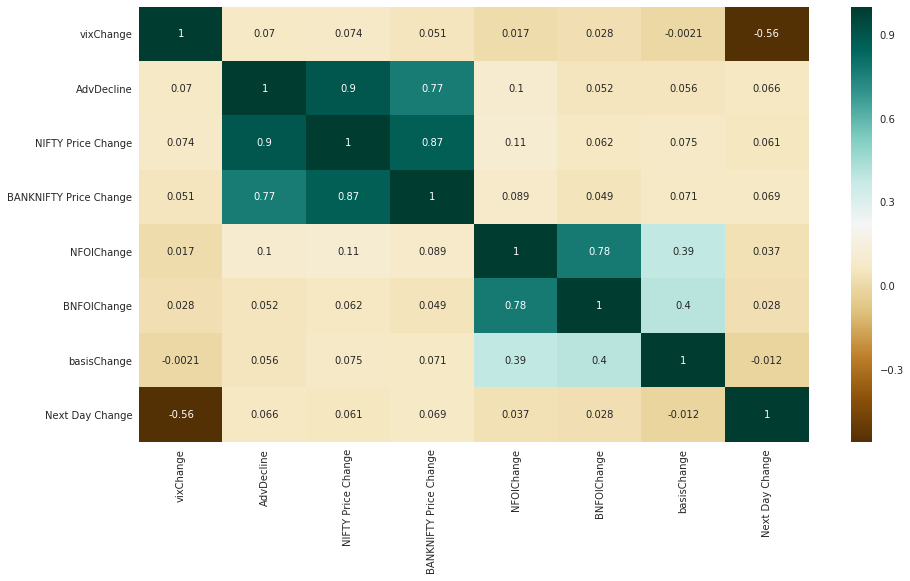 vixChange 1 0.07 0.074 0.051 0.017 0.028 -0.0021 -0.56
AdvDecline 0.07 1 0.9 0.77 0.1 0.052 0.056 0.066
NIFTY Price Change 0.074 0.9 1 0.87 0.11 0.062 0.075 0.061
BANKNIFTY Price Change 0.051 0.77 0.87 1 0.089 0.049 0.071 0.069
NFOIChange 0.017 0.1 0.11 0.089 1 0.78 0.39 0.037
BNFOIChange 0.028 0.052 0.062 0.049 0.78 1 0.4 0.028
basisChange -0.0021 0.056 0.075 0.071 0.39 0.4 1 -0.012
Next Day Change -0.56 0.066 0.061 0.069 0.037 0.028 -0.012 1
vixChange
AdvDecline
NIFTY Price Change
BANKNIFTY Price Change
NFOIChange
BNFOIChange
basisChange
Next Day Change
0.9
0.6
0.3
0.0
−0.3